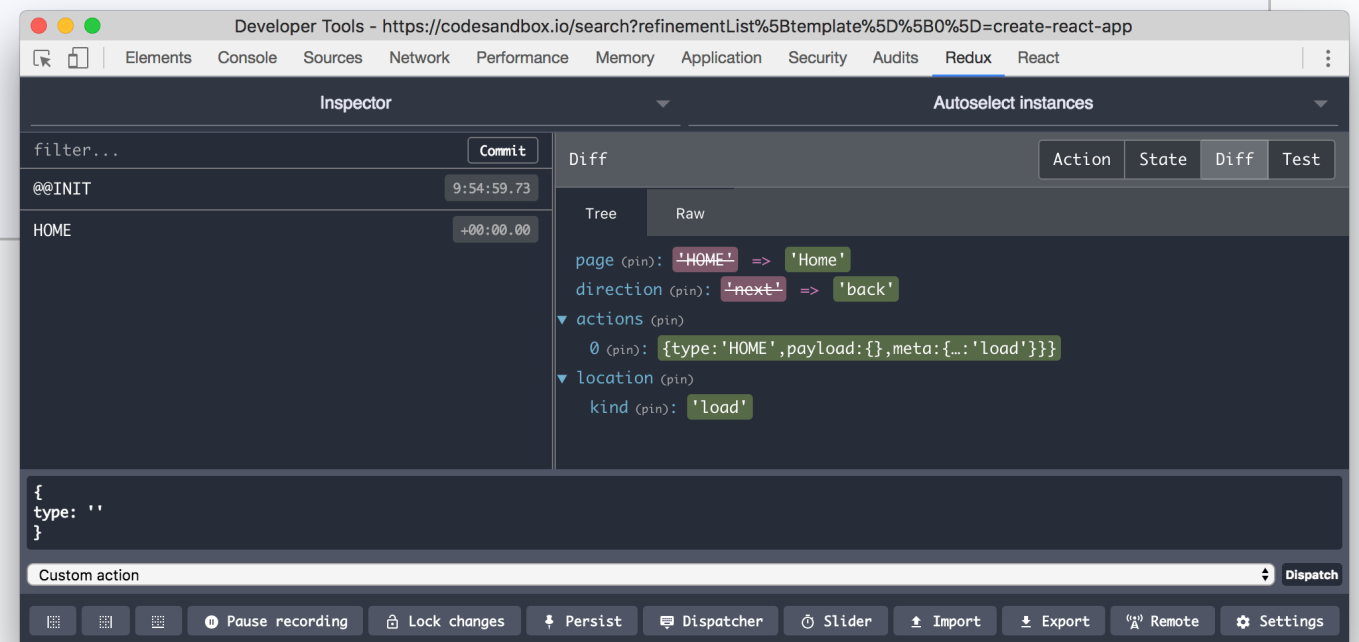 Developer Tools - https://codesandbox.io/search?refinementList%5Btemplate%5D%5B0%5D=create-react-app
Elements Console Sources Network Performance Memory Application Security Audits Redux React
Inspector Autoselect instances
filter... Commit
Diff Action State Diff Test
@@INIT 9:54:59.73
Tree Raw
HOME +00:00.00
page (pin): 'HOME' => 'Home'
direction (pin): 'next' => 'back'
actions (pin)
0 (pin): {type:'HOME',payload:{},meta:{…:'load'}}}
location (pin)
kind (pin): 'load'
{
type: ''
}
Custom action Dispatch
Pause recording Lock changes Persist Dispatcher Slider Import Export Remote Settings